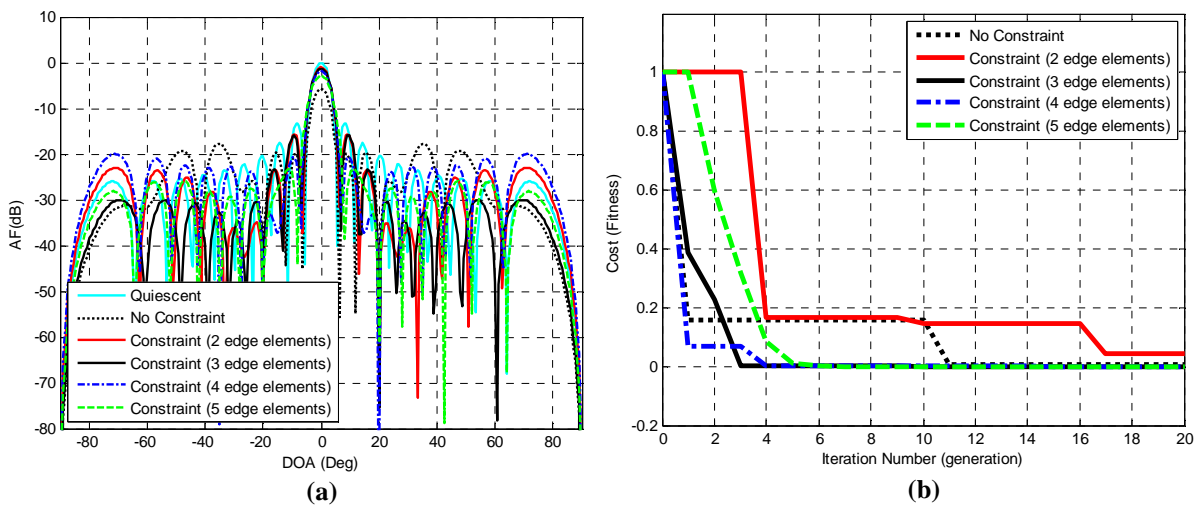 10
0
-10
-20
-30
-40
-50
-60
-70
-80
AF(dB)
Quiescent
No Constraint
Constraint (2 edge elements)
Constraint (3 edge elements)
Constraint (4 edge elements)
Constraint (5 edge elements)
-80 -60 -40 -20 0 20 40 60 80
DOA (Deg)
(a)
1
0.8
0.6
0.4
0.2
0
-0.2
Cost (Fitness)
No Constraint
Constraint (2 edge elements)
Constraint (3 edge elements)
Constraint (4 edge elements)
Constraint (5 edge elements)
0 2 4 6 8 10 12 14 16 18 20
Iteration Number (generation)
(b)